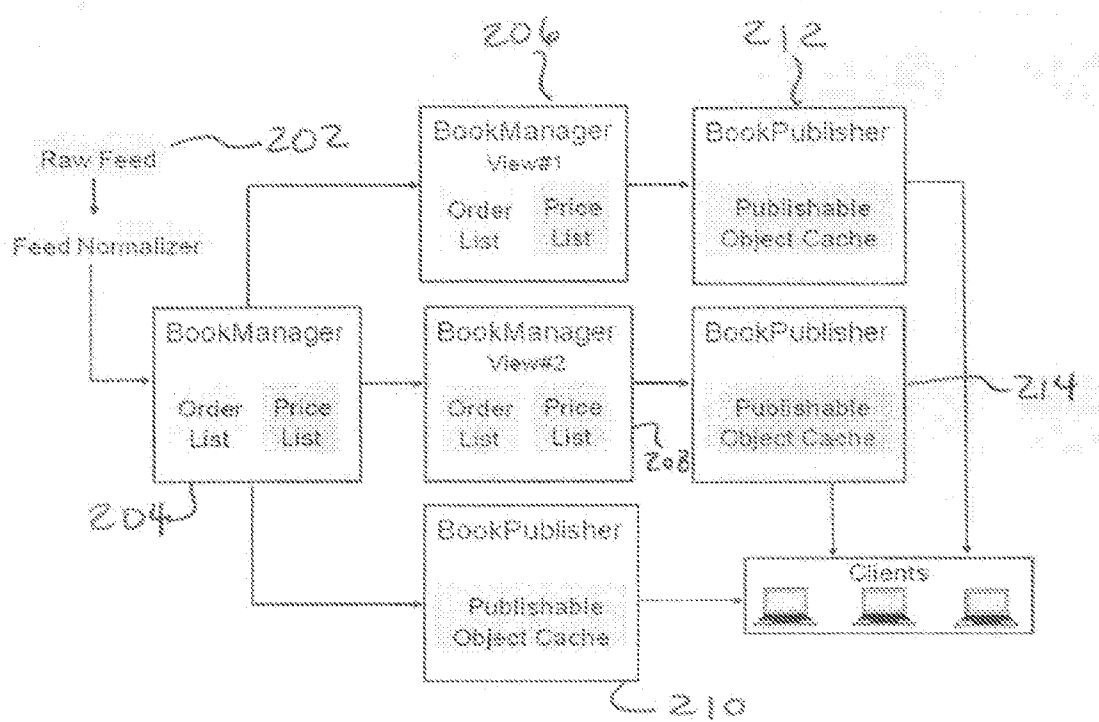 206
212
202
Raw Feed
BookManager
View#1
Order
List
Price
List
BookPublisher
Publishable
Object Cache
Feed Normalizer
BookManager
Order
List
Price
List
BookManager
View#2
Order
List
Price
List
BookPublisher
Publishable
Object Cache
214
208
204
BookPublisher
Publishable
Object Cache
Clients
210